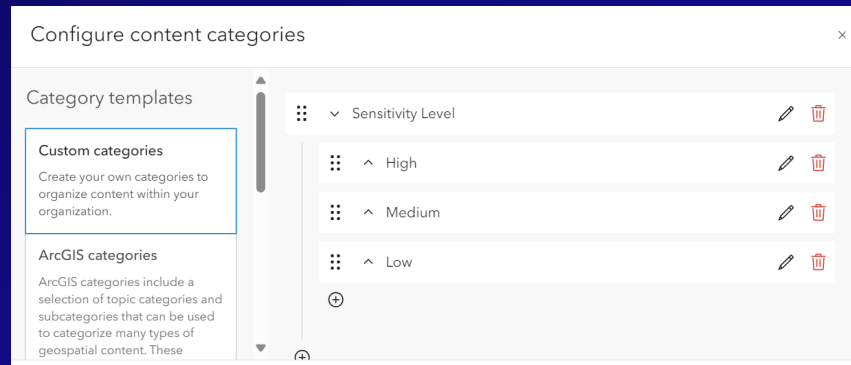 Configure content categories
Category templates
Custom categories
Create your own categories to
organize content within your
organization.
ArcGIS categories
ArcGIS categories include a
selection of topic categories and
subcategories that can be used
to categorize many types of
geospatial content. These
Sensitivity Level
High
Medium
Low